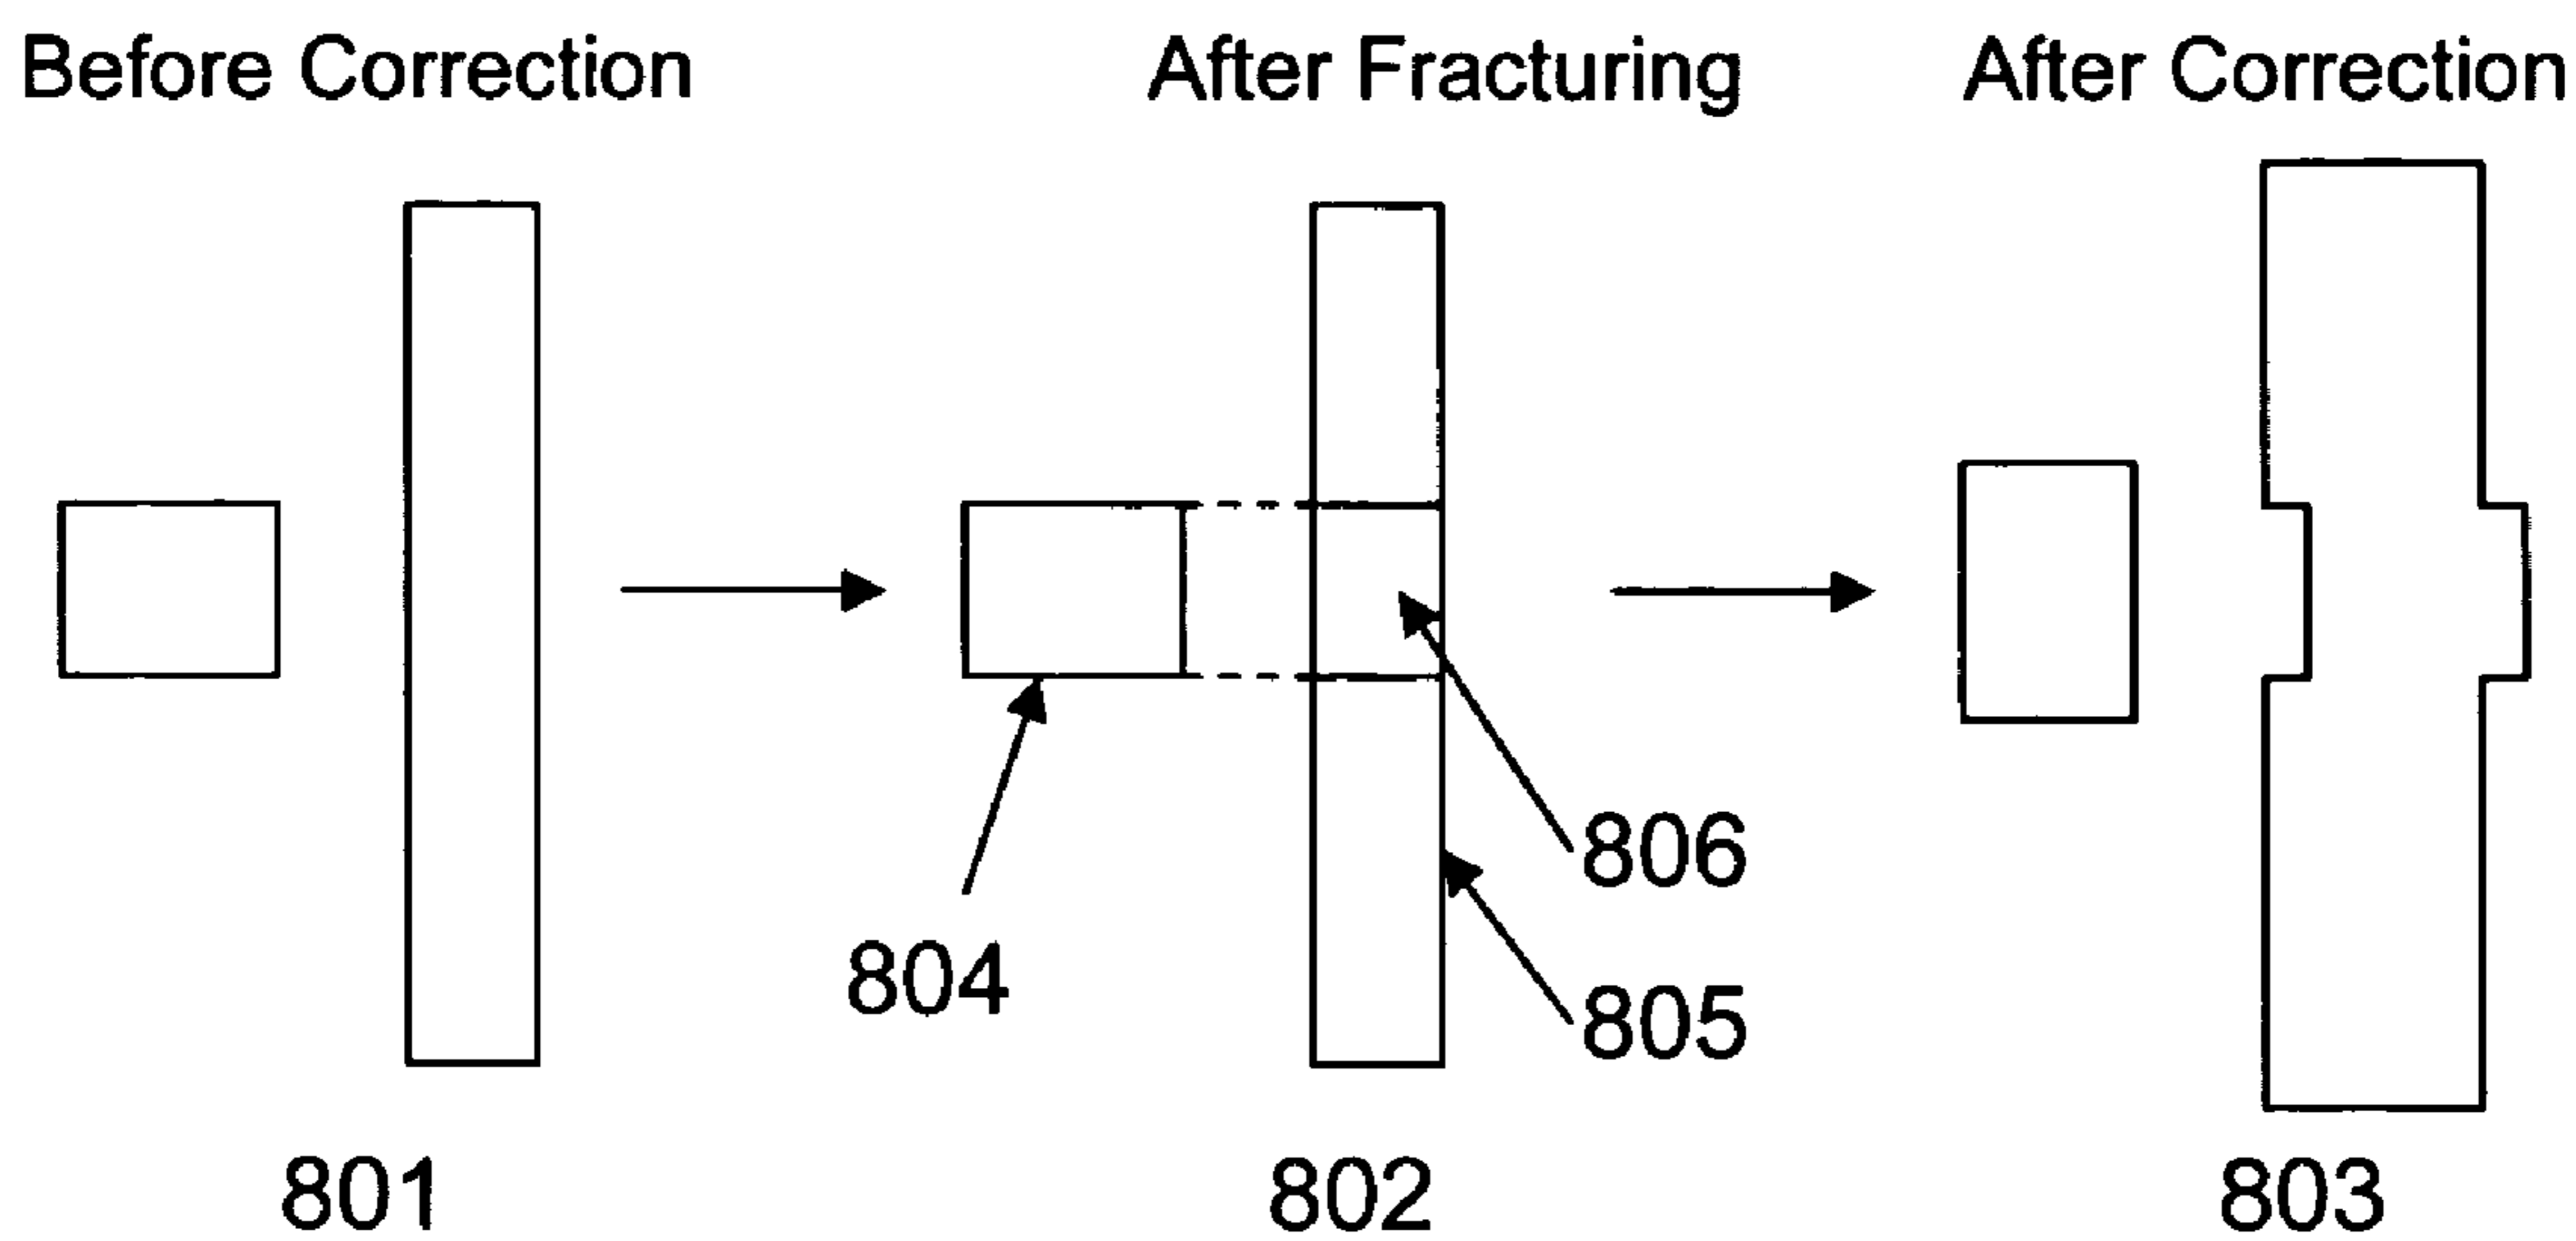 Before Correction
After Fracturing
After Correction
806
804
805
801
802
803